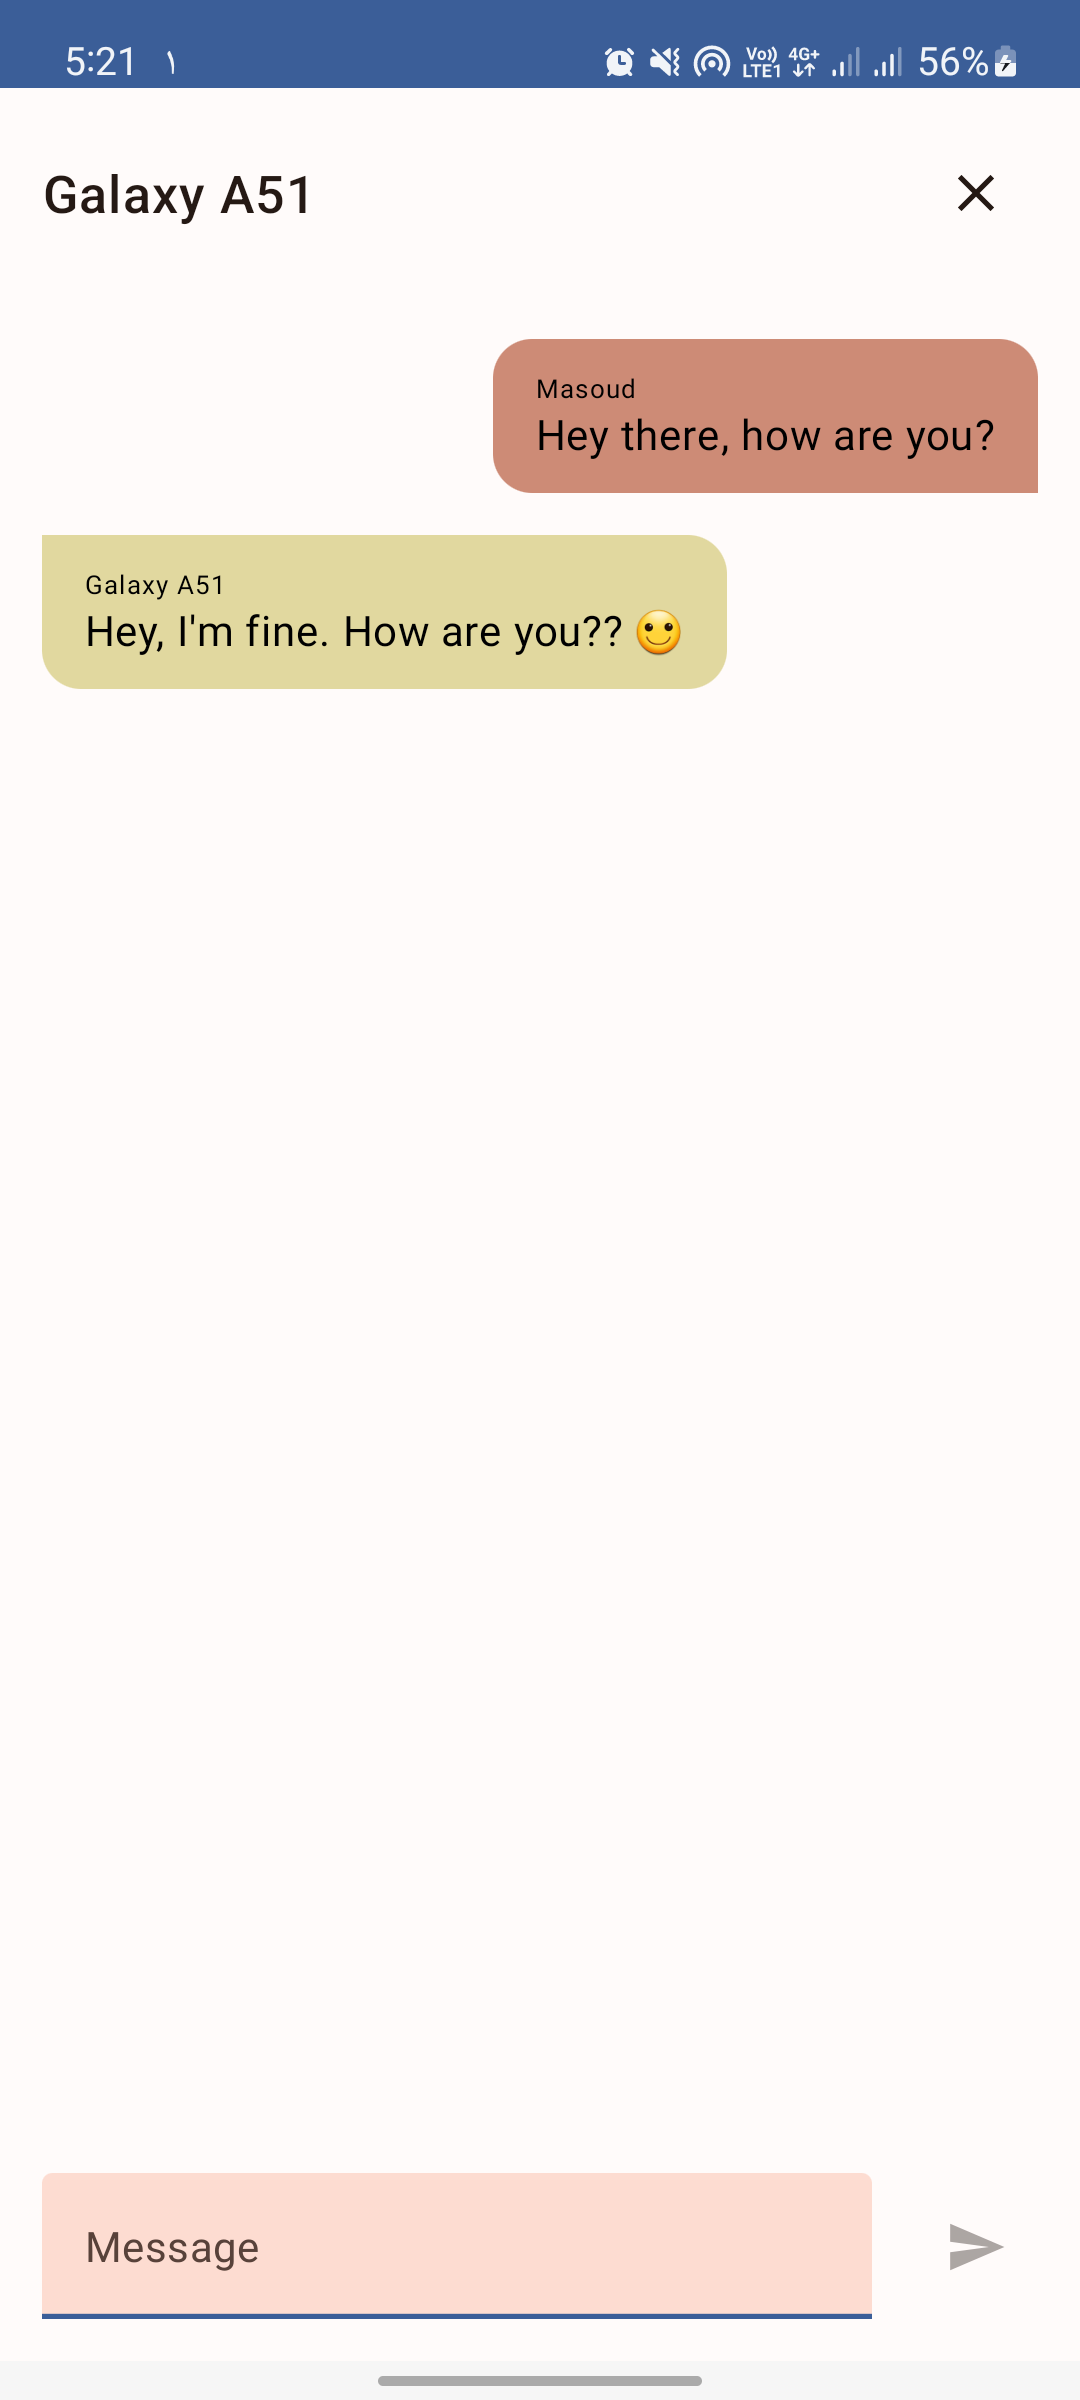 5:21 ١ Vo)) LTE1 4G+ 56%
Galaxy A51
Masoud
Hey there, how are you?
Galaxy A51
Hey, I'm fine. How are you?? 🙂
Message